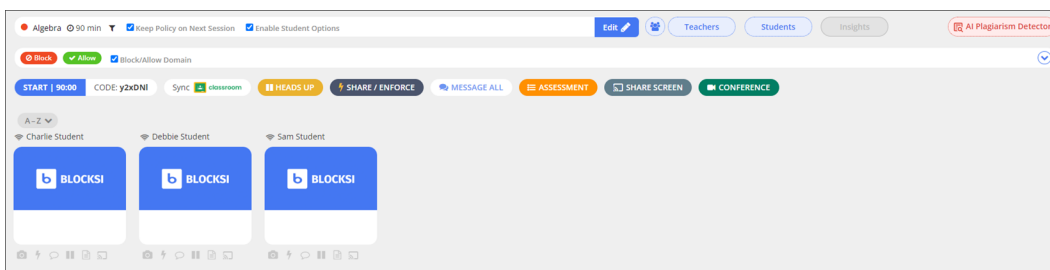 Algebra 90 min Keep Policy on Next Session Enable Student Options Edit Teachers Students Insights AI Plagiarism Detector
Block Allow Block/Allow Domain
START | 90:00 CODE: y2xDNl Sync classroom HEADS UP SHARE / ENFORCE MESSAGE ALL ASSESSMENT SHARE SCREEN CONFERENCE
A-Z
Charlie Student Debbie Student Sam Student
b BLOCKSI b BLOCKSI b BLOCKSI